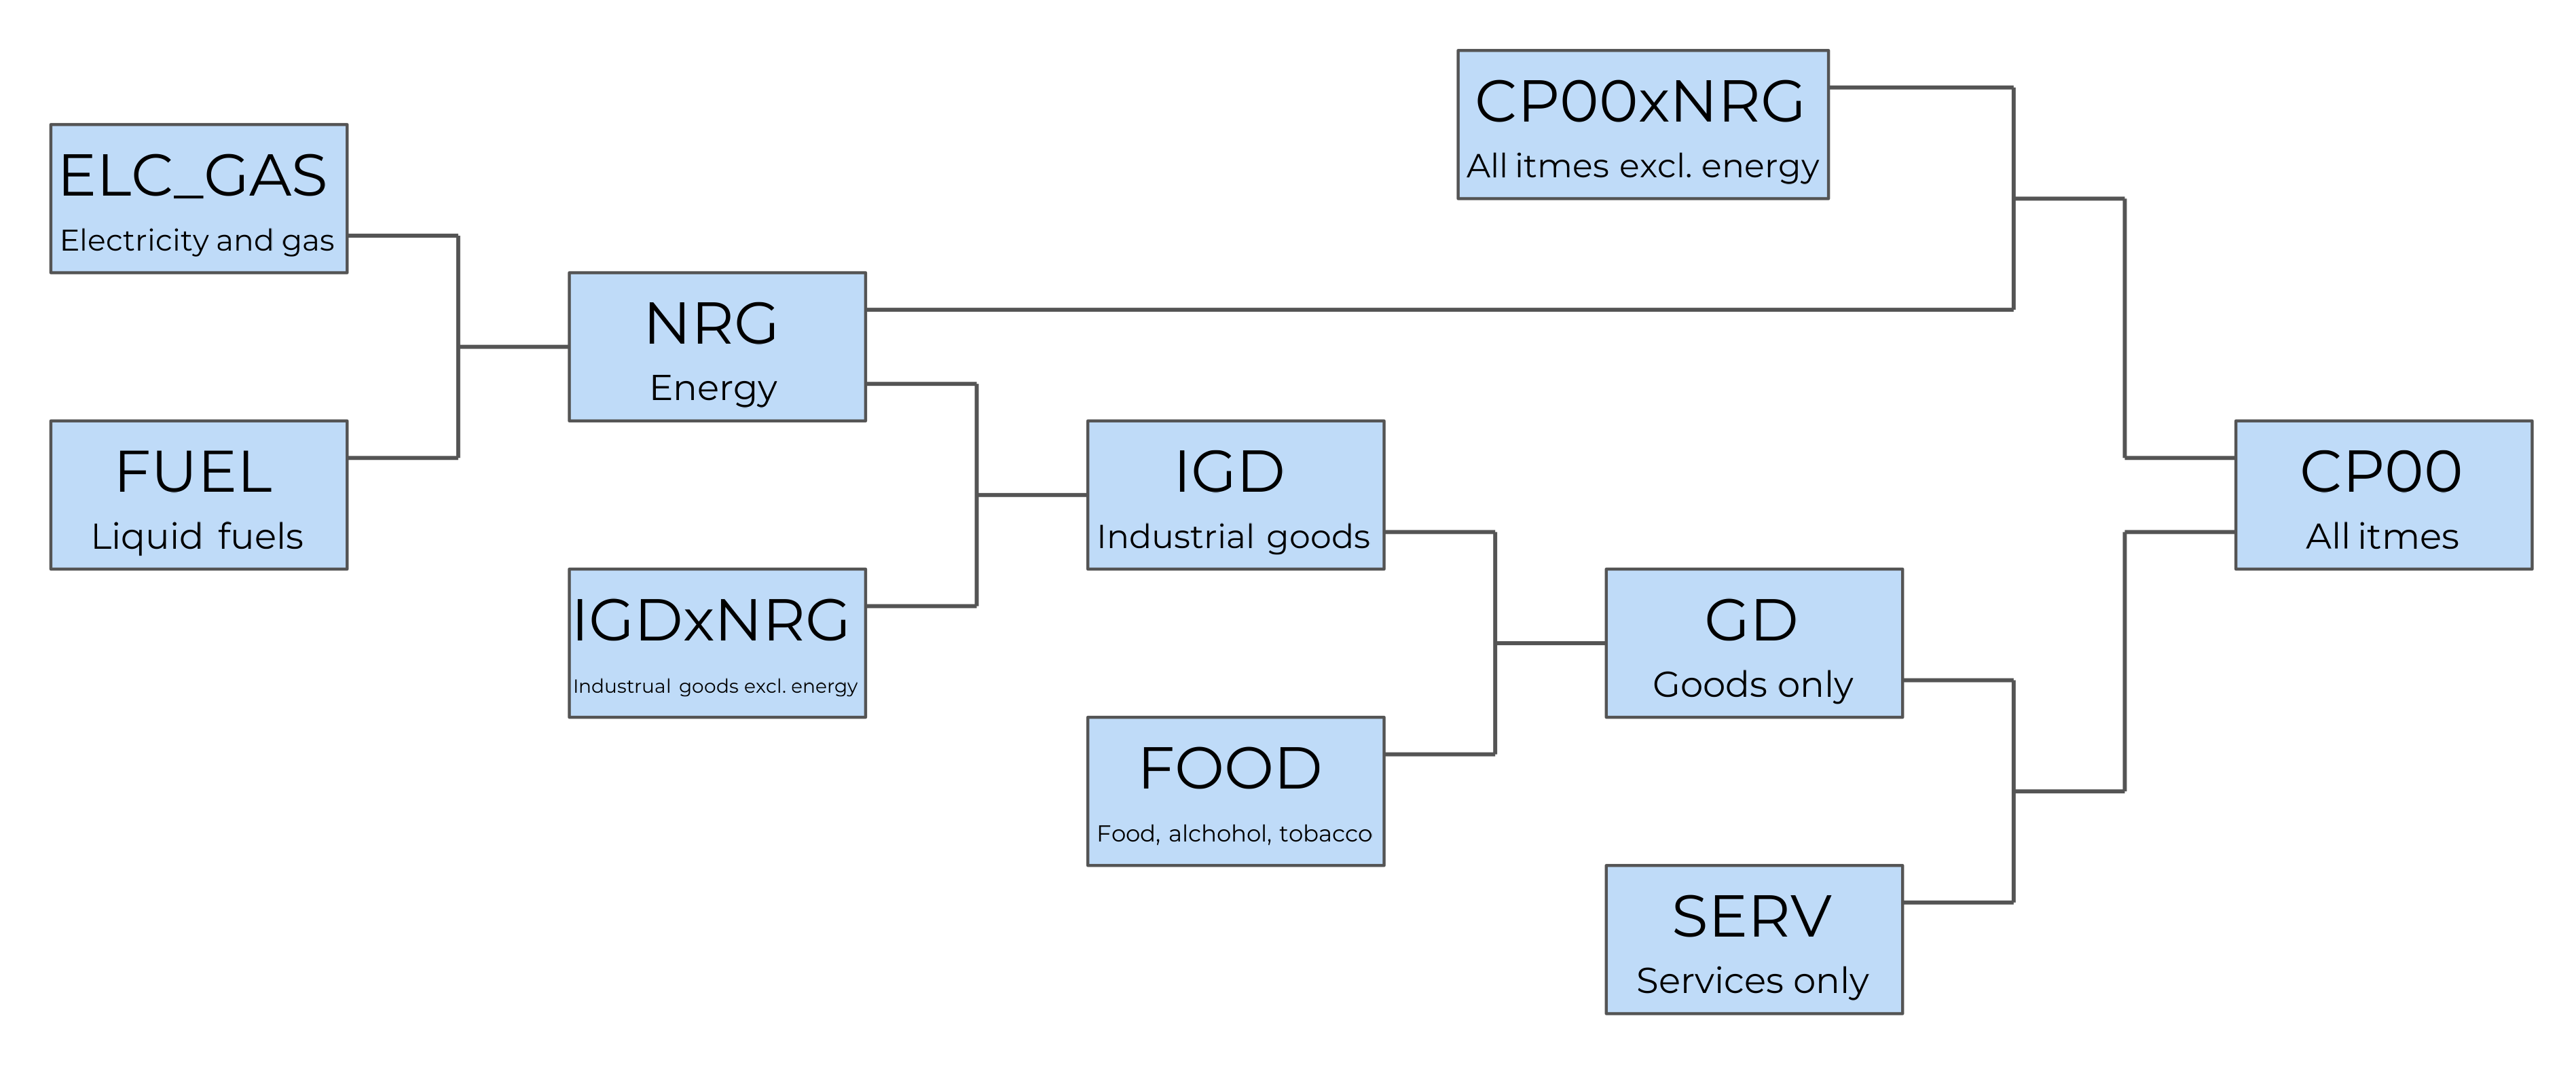 CP00xNRG
All itmes excl. energy
ELC_GAS
Electricity and gas
NRG
Energy
FUEL
Liquid fuels
IGD
Industrial goods
CP00
All itmes
IGDxNRG
Industrual goods excl. energy
GD
Goods only
FOOD
Food, alchohol, tobacco
SERV
Services only